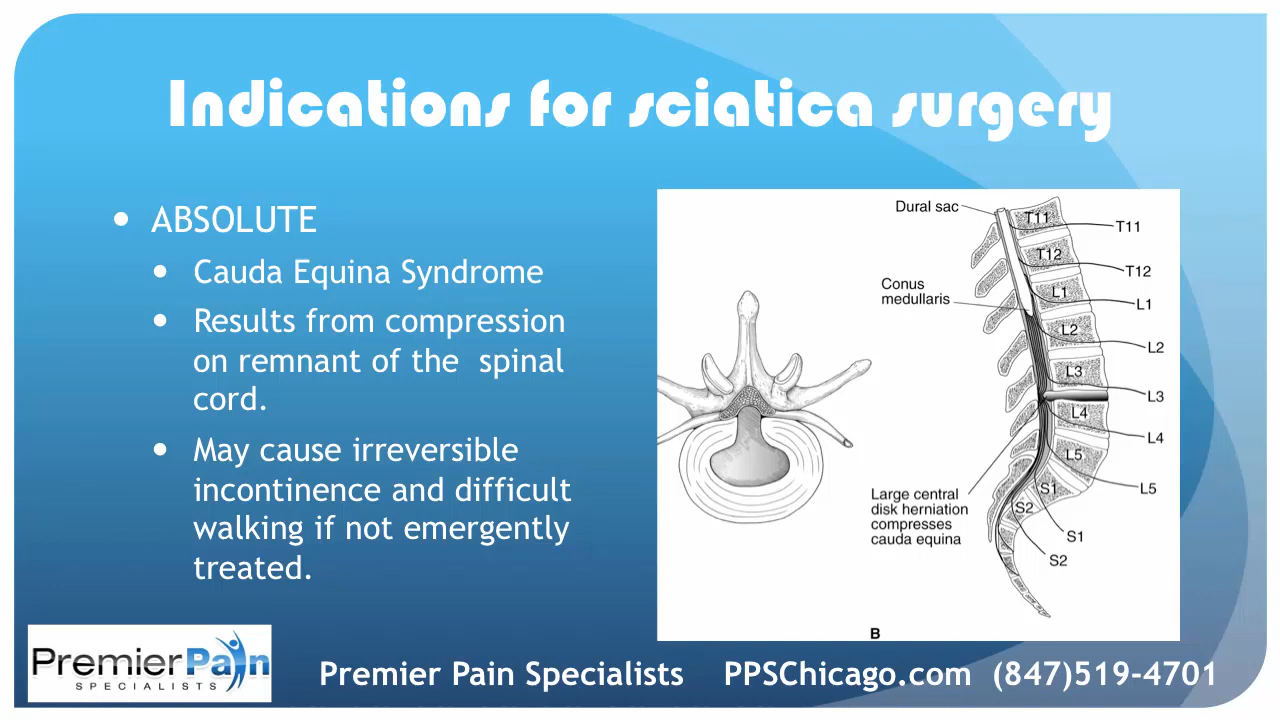 Indications for sciatica surgery
ABSOLUTE
Cauda Equina Syndrome
Results from compression
on remnant of the spinal
cord.
May cause irreversible
incontinence and difficult
walking if not emergently
treated.
Dural sac
T11
T11
T12
T12
Conus
medullaris
L1
L1
L2
L2
L3
L3
L4
L4
L5
L5
Large central
disk herniation
compresses
cauda equina
S1
S2
S1
S2
B
PremierPain
SPECIALISTS
Premier Pain Specialists PPSChicago.com (847)519-4701